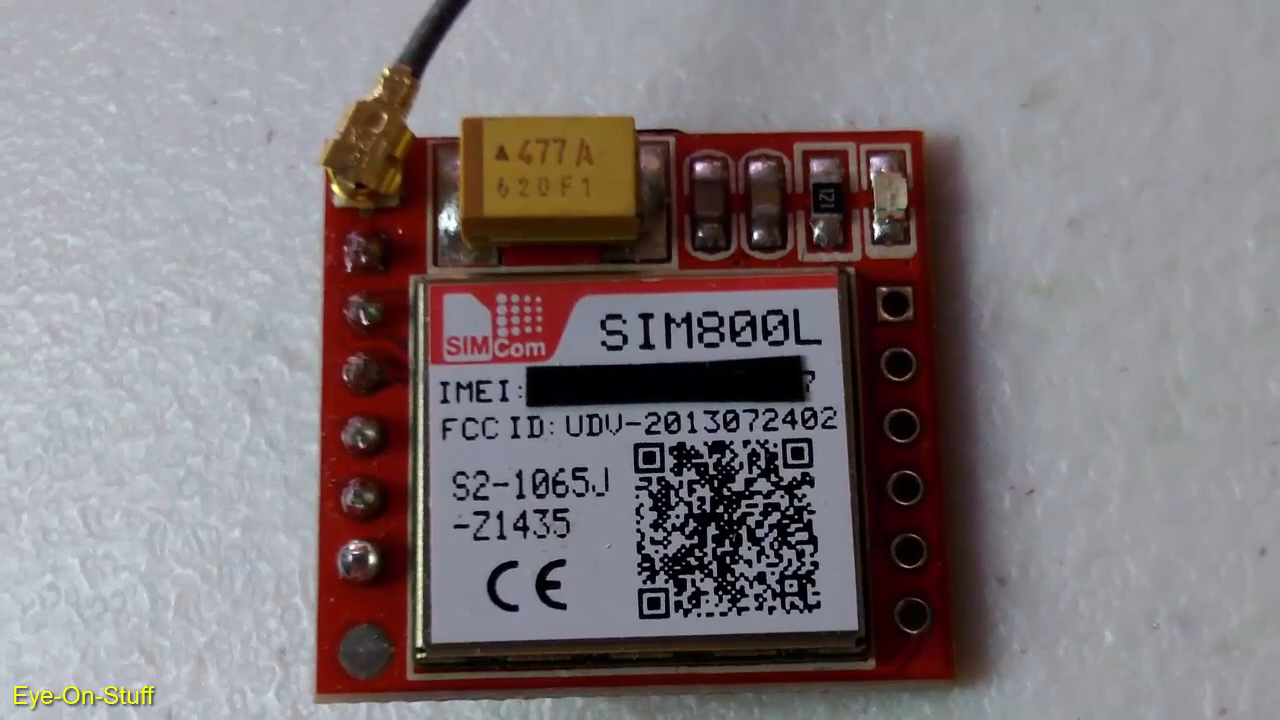 477A
620F1
121
SIMCom
SIM800L
IMEI:
FCC ID: UDV-2013072402
S2-1065J
-Z1435
CE
Eye-On-Stuff